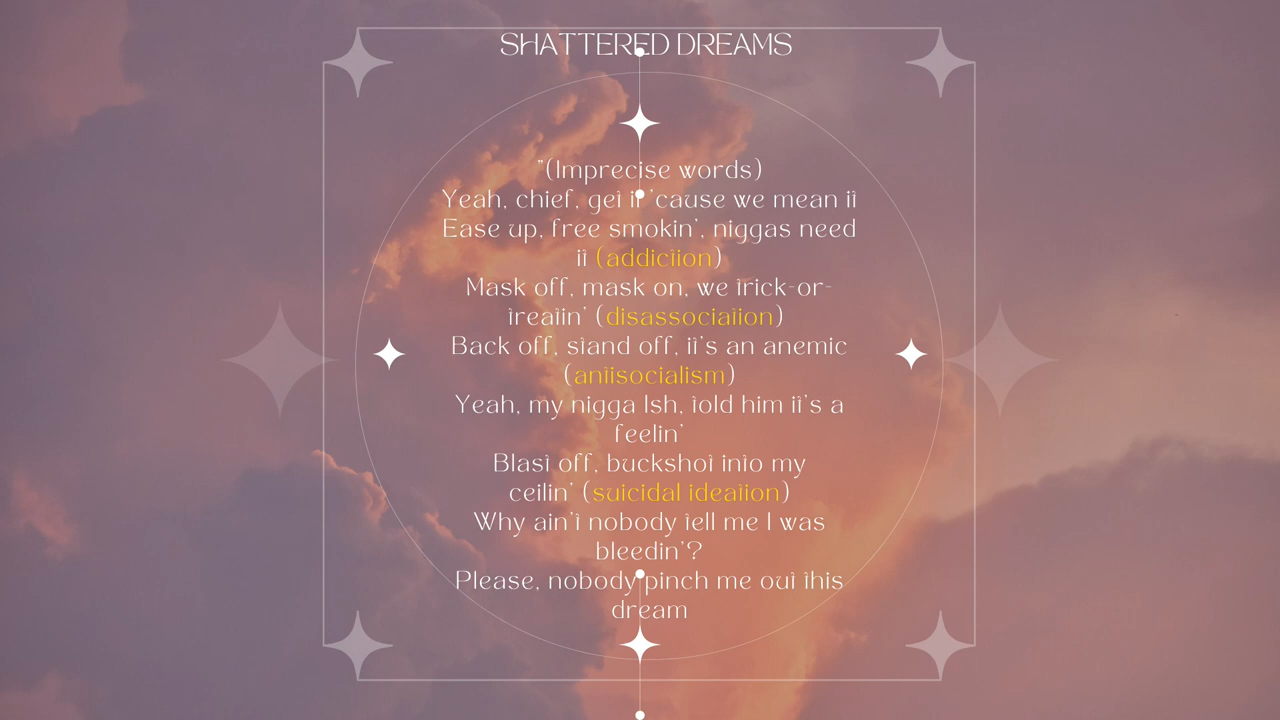 SHATTERED DREAMS
"(Imprecise words)
Yeah, chief, get it 'cause we mean it
Ease up, free smokin', niggas need
it (addiction)
Mask off, mask on, we trick-or-
treatin' (disassociation)
Back off, stand off, it's an anemic
(antisocialism)
Yeah, my nigga Ish, told him it's a
feelin'
Blast off, buckshot into my
ceilin' (suicidal ideation)
Why ain't nobody tell me I was
bleedin'?
Please, nobody pinch me out this
dream